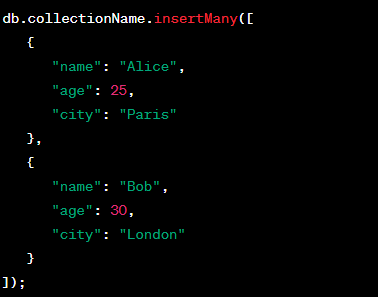 db.collectionName.insertMany([
   {
      "name": "Alice",
      "age": 25,
      "city": "Paris"
   },
   {
      "name": "Bob",
      "age": 30,
      "city": "London"
   }
]);